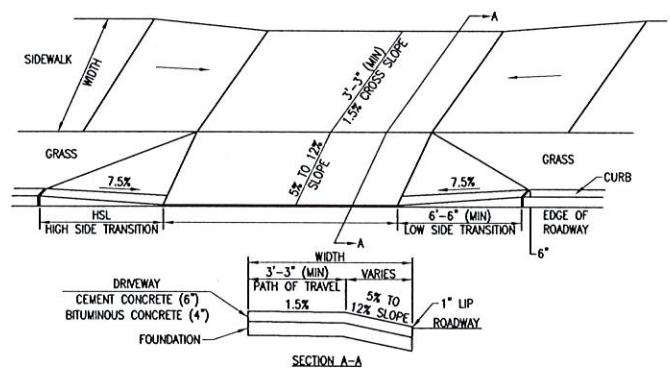 A
SIDEWALK
WIDTH
3'-3" (MIN)
1.5% CROSS SLOPE
GRASS
5% TO 12%
SLOPE
GRASS
7.5%
7.5%
CURB
HSL
HIGH SIDE TRANSITION
6'-6" (MIN)
LOW SIDE TRANSITION
EDGE OF
ROADWAY
A
6"
WIDTH
3'-3" (MIN)
PATH OF TRAVEL
VARIES
DRIVEWAY
CEMENT CONCRETE (6")
BITUMINOUS CONCRETE (4")
1.5%
5% TO
12% SLOPE
1" LIP
ROADWAY
FOUNDATION
SECTION A-A